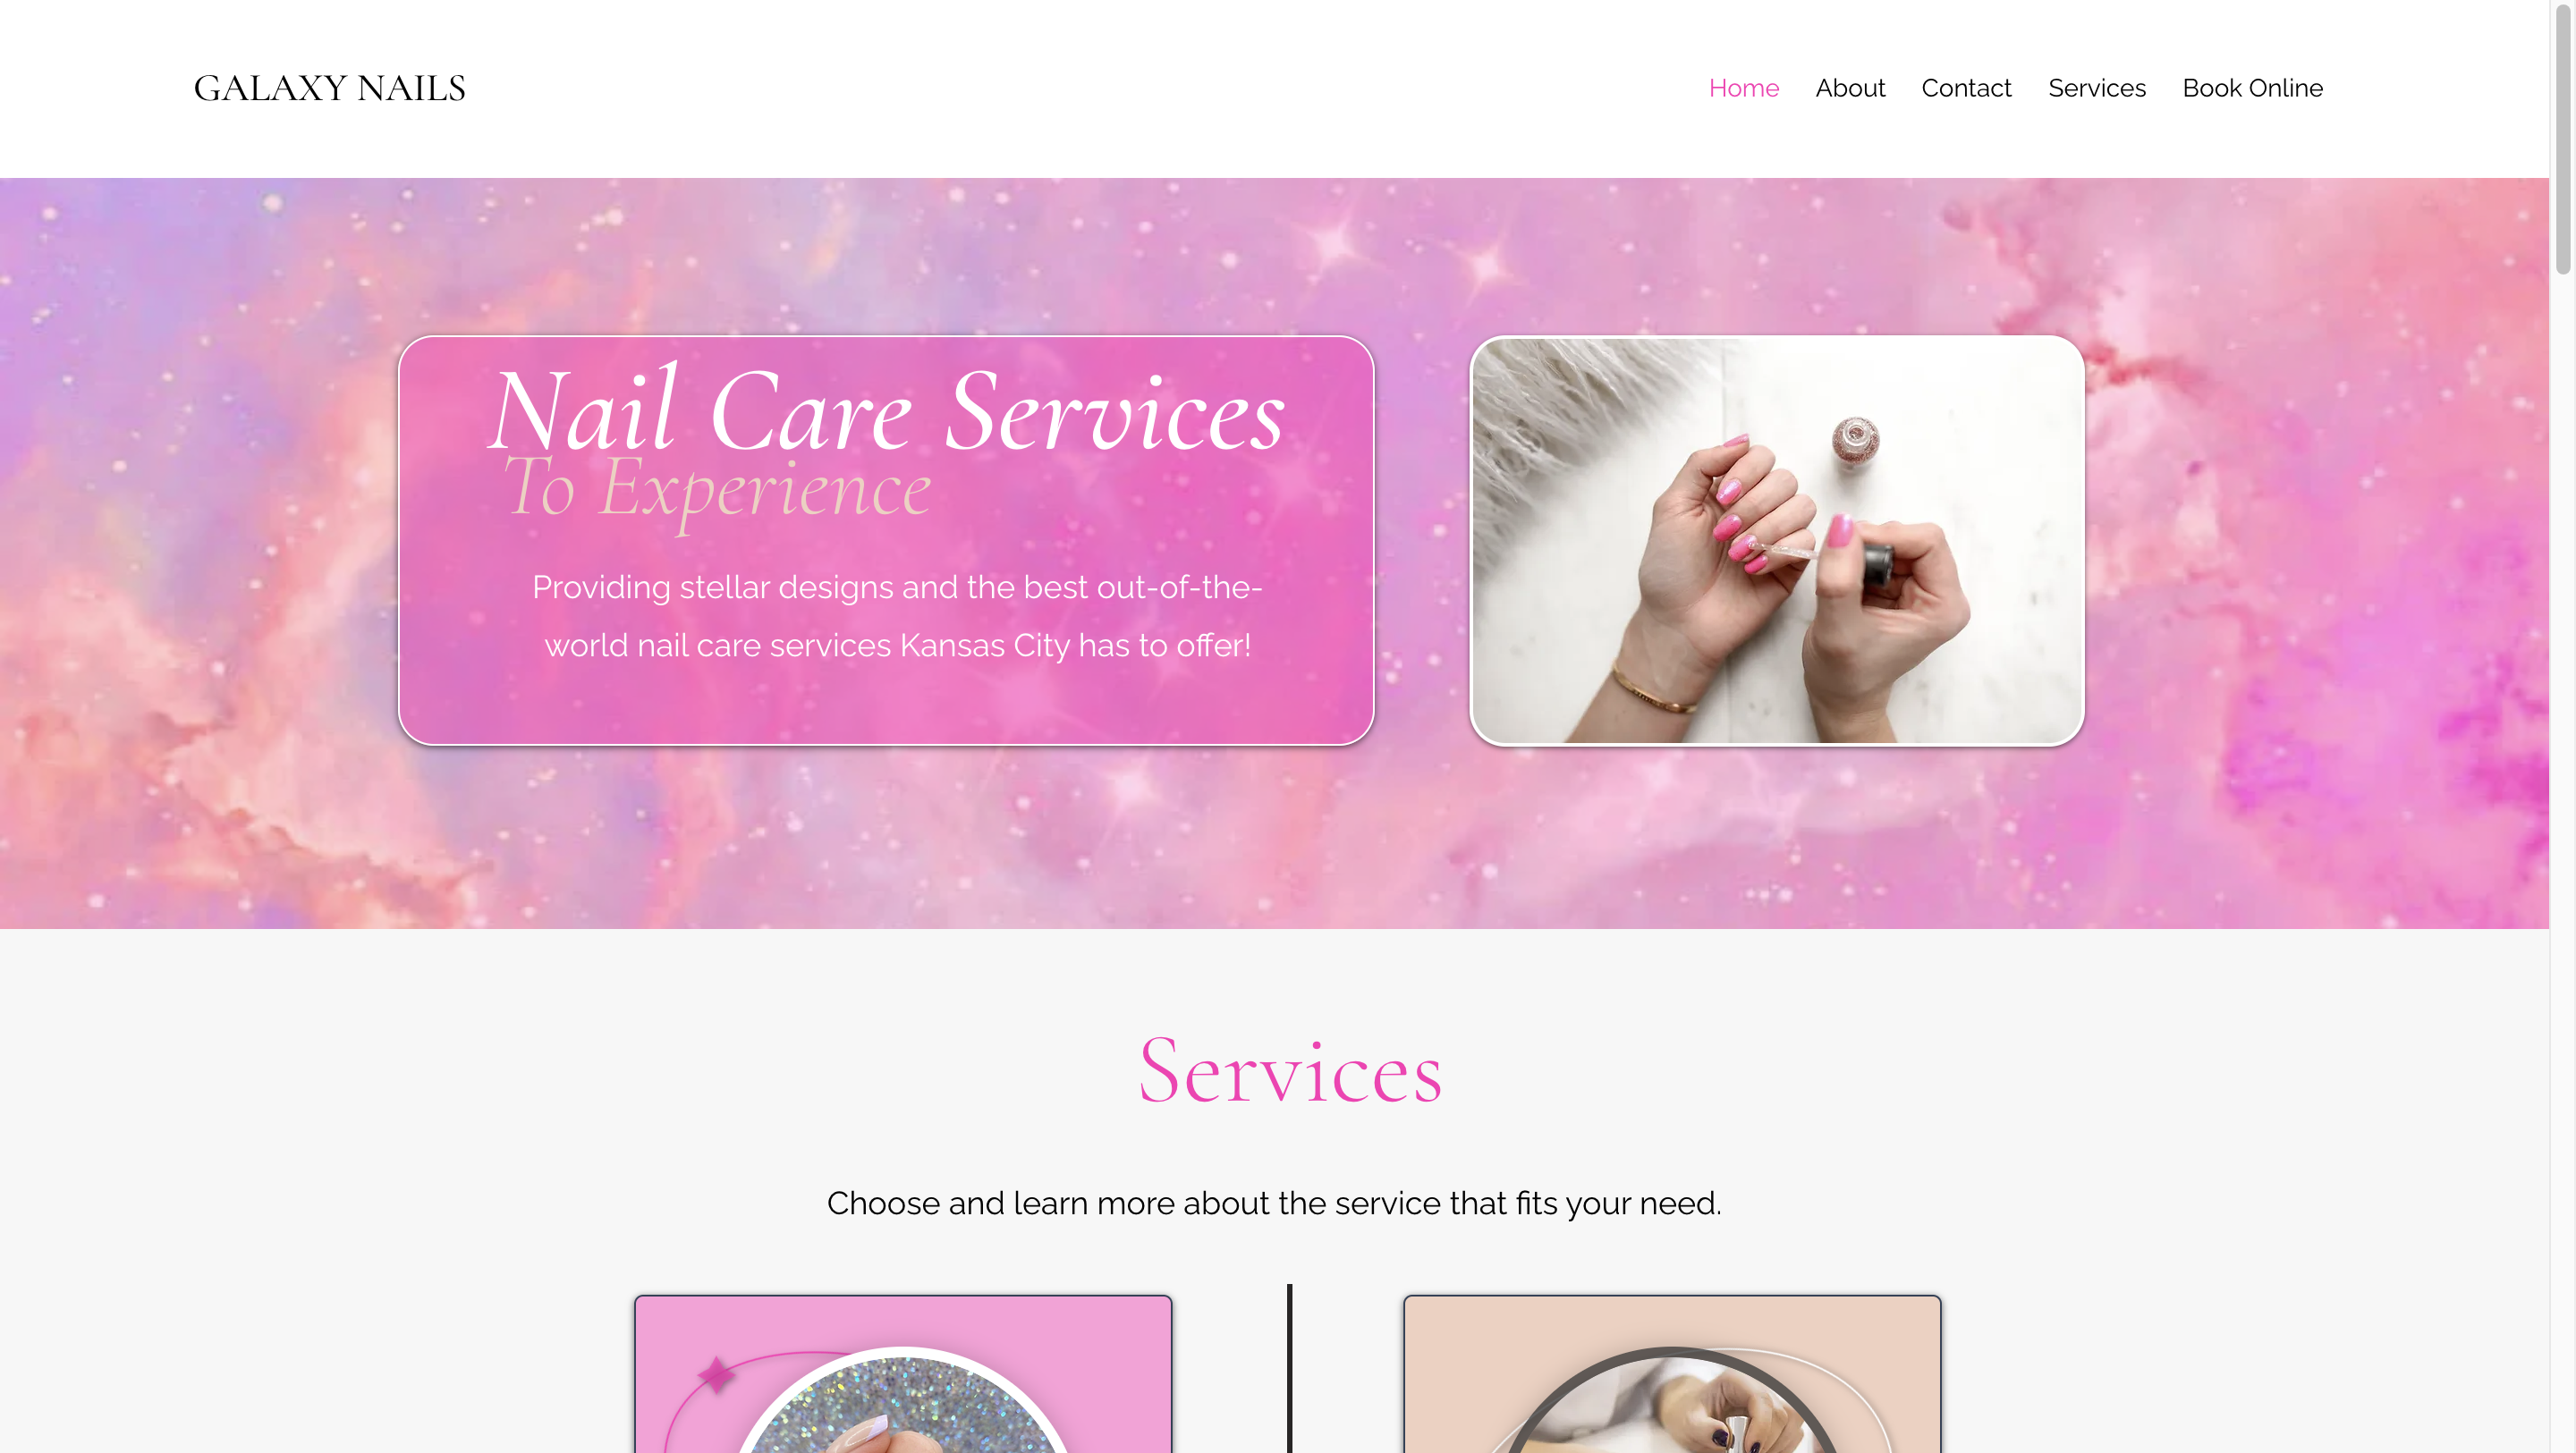 GALAXY NAILS
Home About Contact Services Book Online
Nail Care Services
To Experience
Providing stellar designs and the best out-of-the-
world nail care services Kansas City has to offer!
Services
Choose and learn more about the service that fits your need.